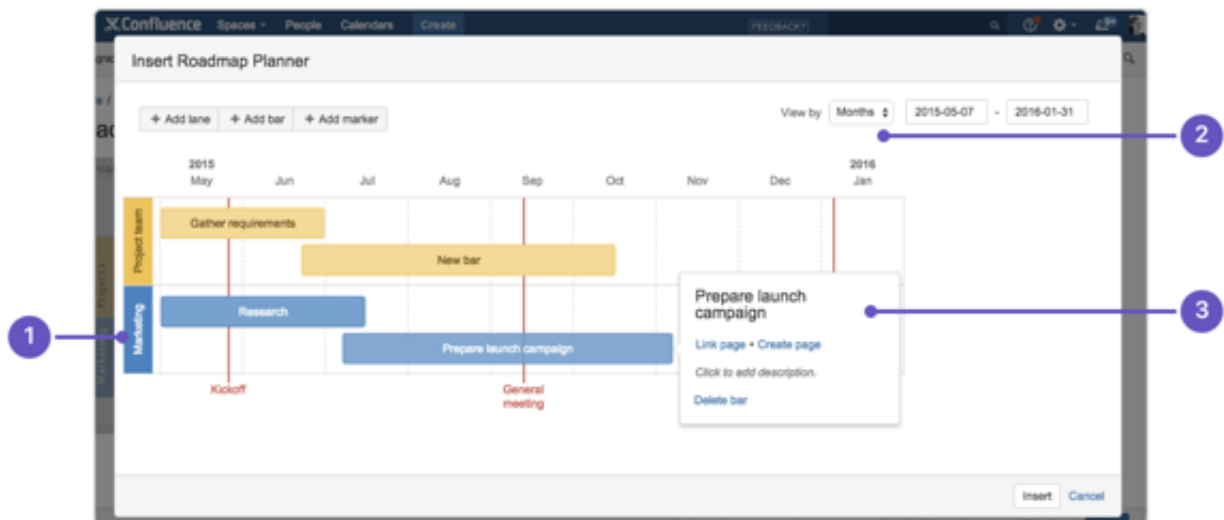 Confluence Spaces People Calendars Create FEEDBACK?
Insert Roadmap Planner
+ Add lane + Add bar + Add marker
View by Months 2015-05-07 - 2016-01-31
2
2015 2016
May Jun Jul Aug Sep Oct Nov Dec Jan
Project team
Gather requirements
New bar
Marketing
Research
Prepare launch campaign
1
Kickoff
General
meeting
Prepare launch
campaign
3
Link page • Create page
Click to add description.
Delete bar
Insert Cancel